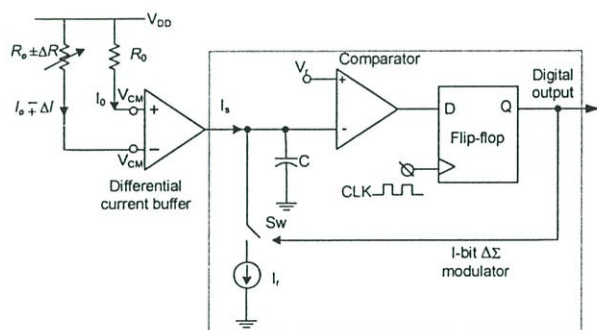 V_DD
R_o ± ΔR
R_0
I_o ∓ ΔI
I_0
V_CM
+
−
V_CM
Differential
current buffer
I_s
Comparator
V_r
+
-
C
D
Q
Flip-flop
CLK
Digital
output
Sw
I_r
I-bit ΔΣ
modulator